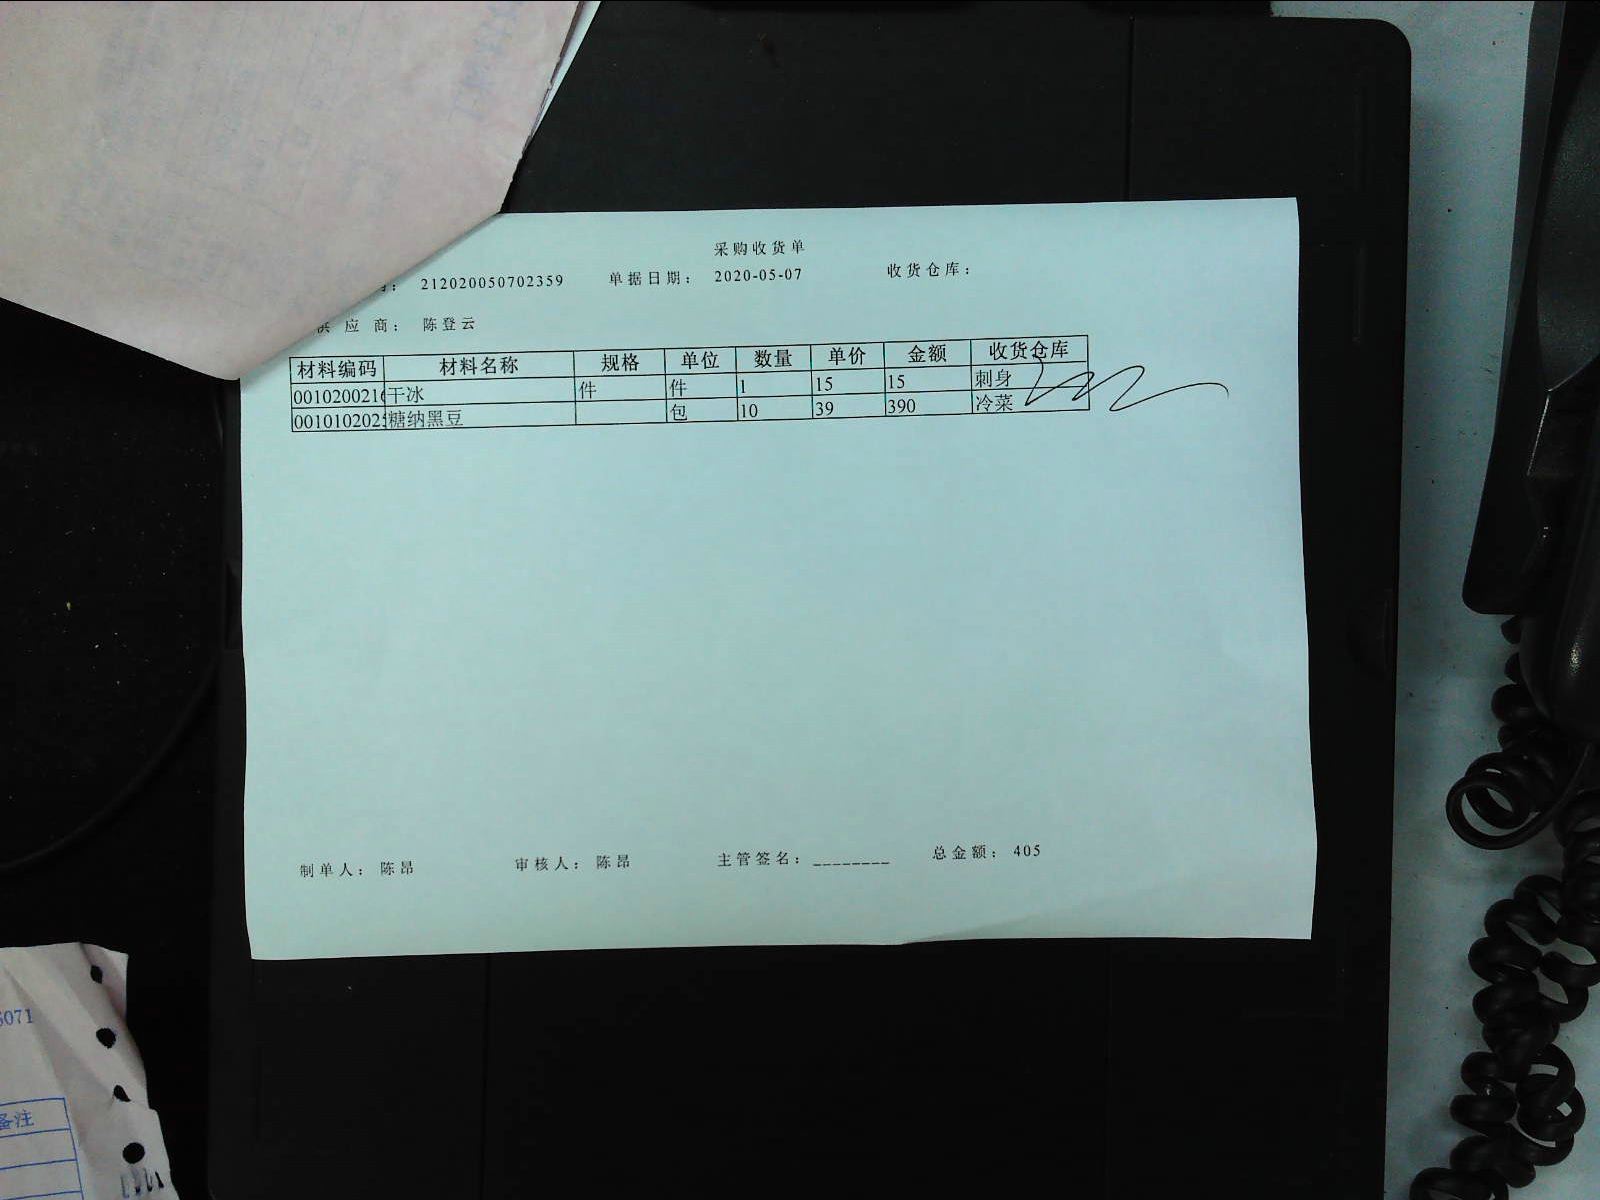 采购收货单
212020050702359 单据日期： 2020-05-07 收货仓库：
供应商： 陈登云
材料编码 材料名称 规格 单位 数量 单价 金额 收货仓库
001020021 干冰 件 件 1 15 15 刺身
001010202 糖纳黑豆 包 10 39 390 冷菜
制单人： 陈昂 审核人： 陈昂 主管签名：________ 总金额： 405
6071
备注